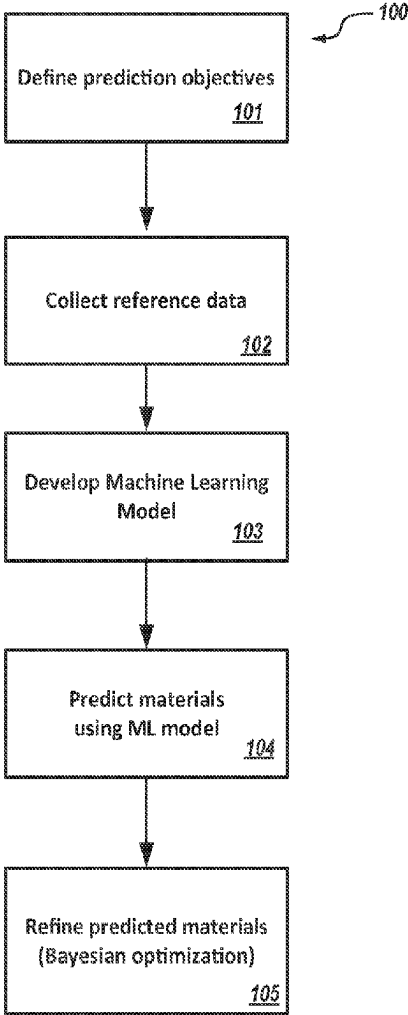 100
Define prediction objectives
101
Collect reference data
102
Develop Machine Learning
Model
103
Predict materials
using ML model
104
Refine predicted materials
(Bayesian optimization)
105